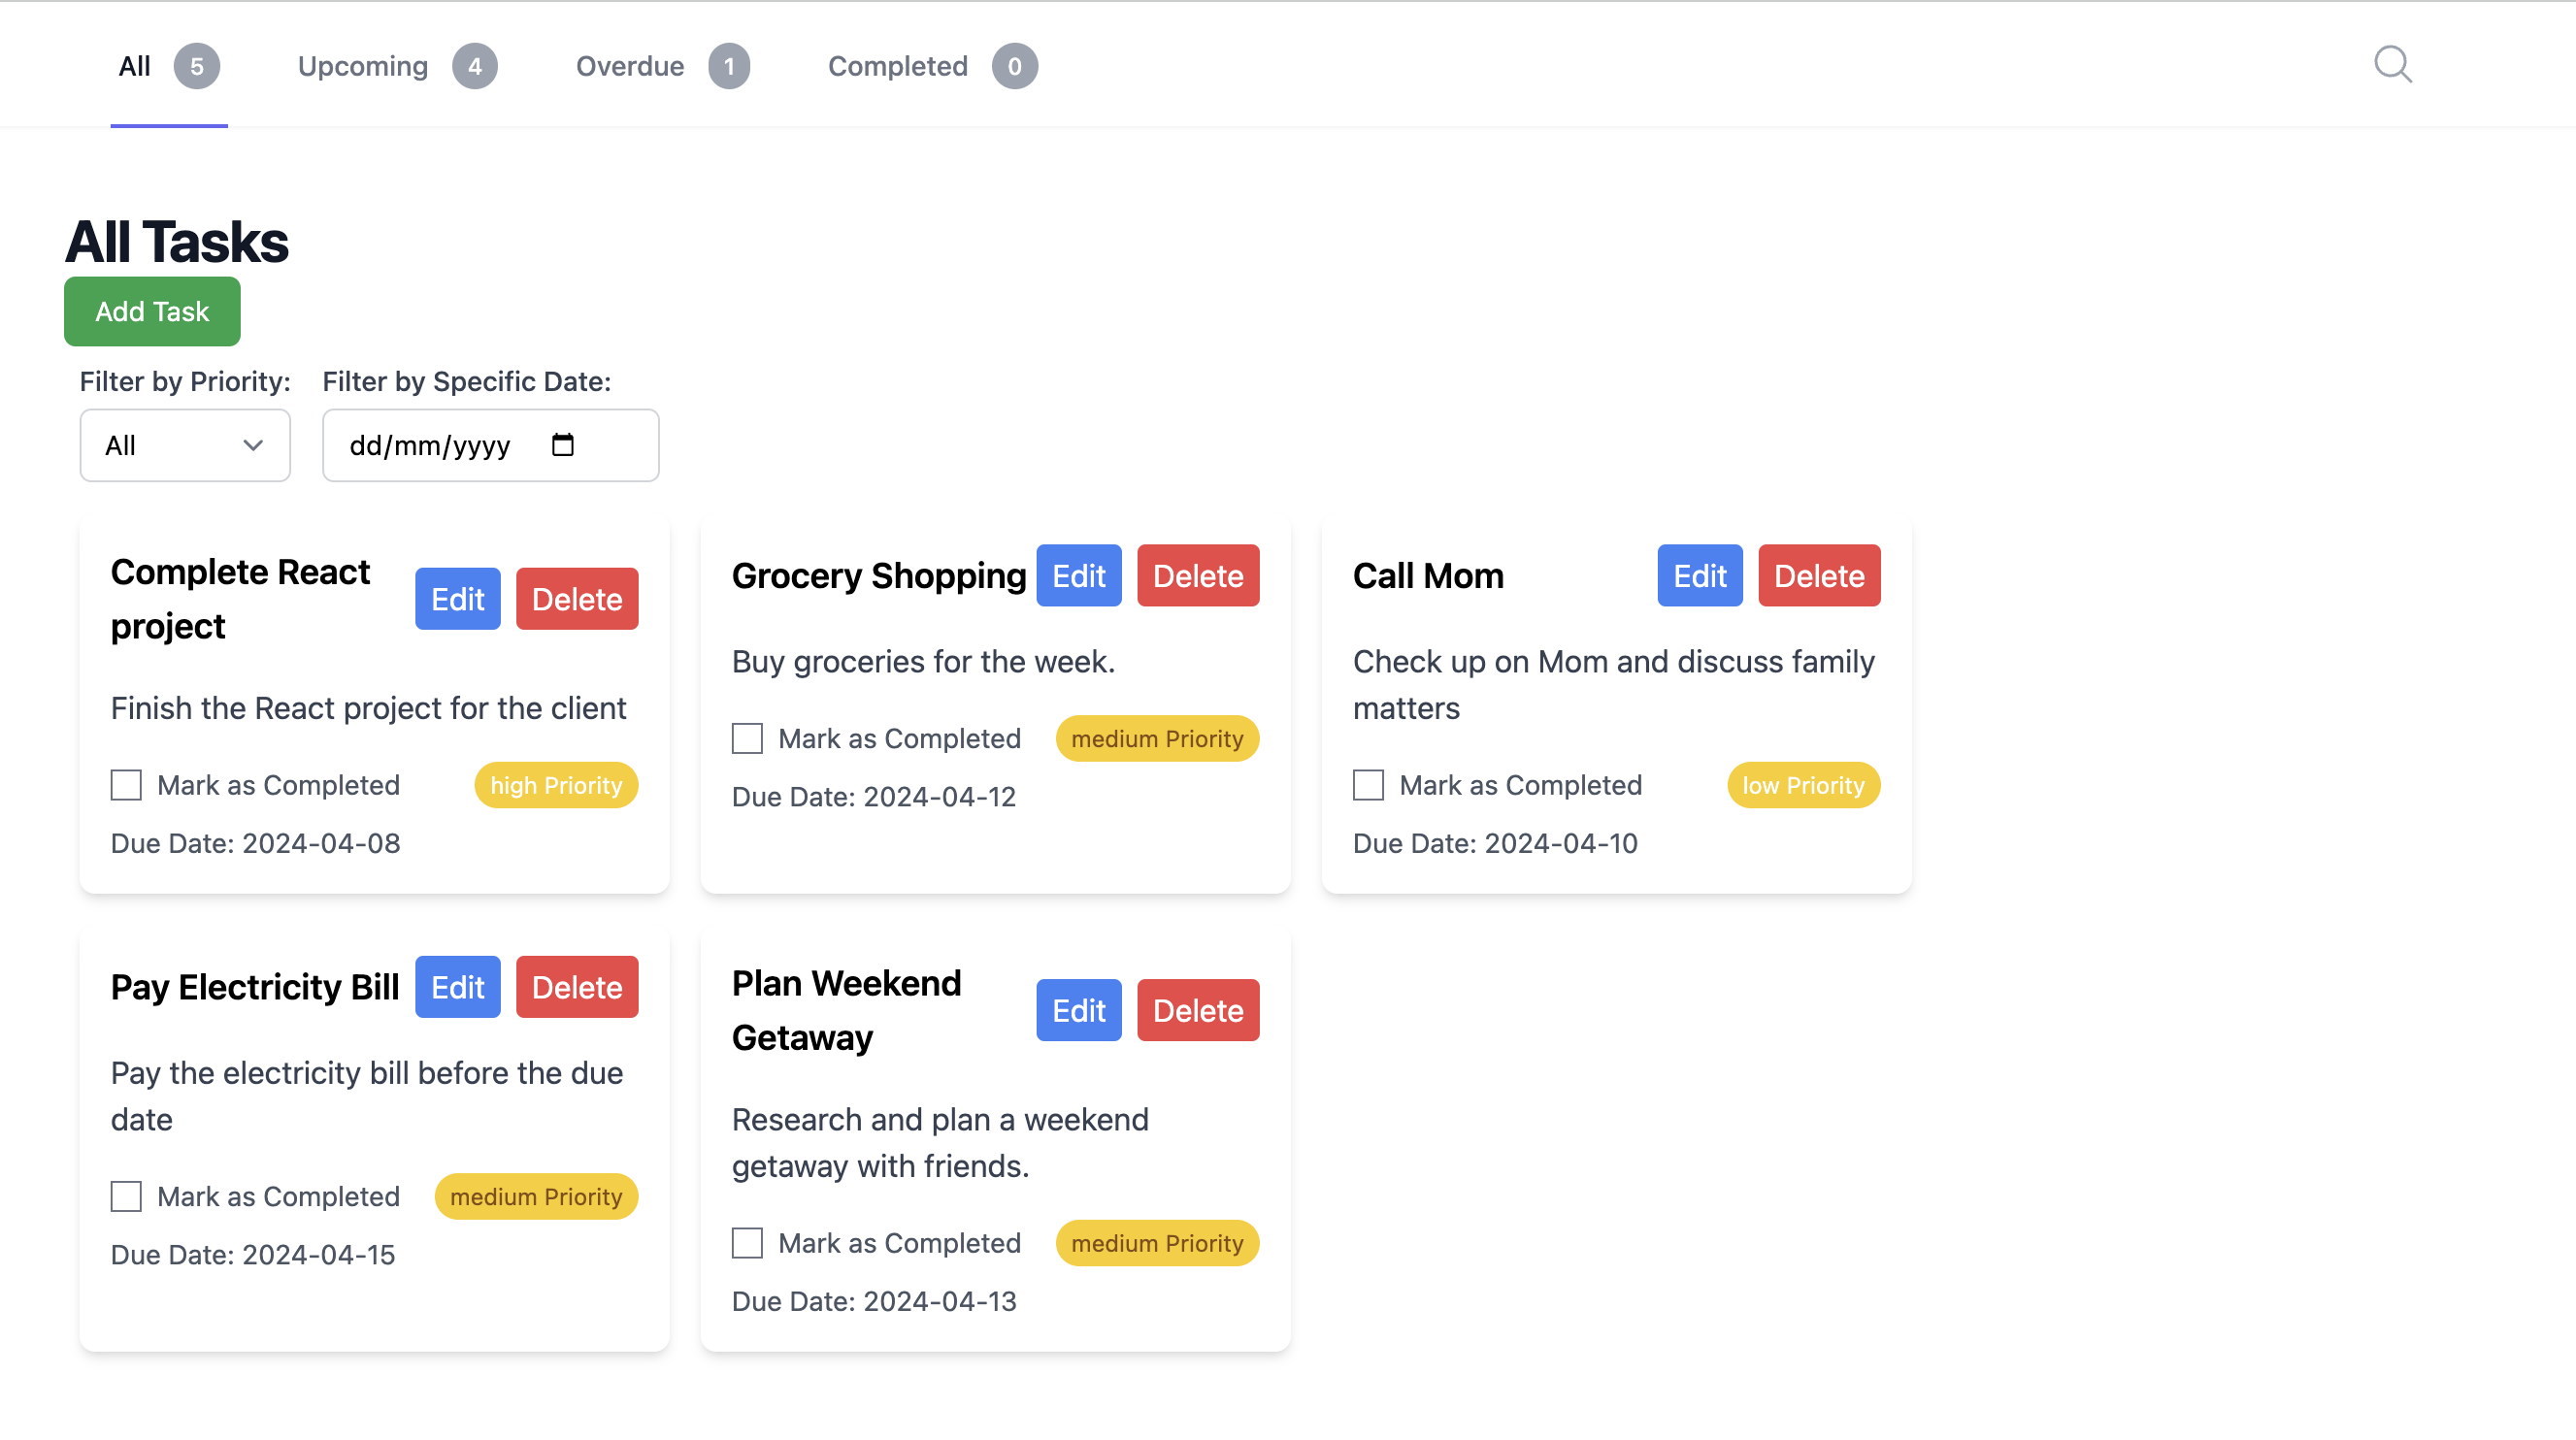 All 5 Upcoming 4 Overdue 1 Completed 0
All Tasks
Add Task
Filter by Priority: Filter by Specific Date:
All dd/mm/yyyy
Complete React
project
Edit Delete
Finish the React project for the client
Mark as Completed high Priority
Due Date: 2024-04-08
Grocery Shopping Edit Delete
Buy groceries for the week.
Mark as Completed medium Priority
Due Date: 2024-04-12
Call Mom Edit Delete
Check up on Mom and discuss family
matters
Mark as Completed low Priority
Due Date: 2024-04-10
Pay Electricity Bill Edit Delete
Pay the electricity bill before the due
date
Mark as Completed medium Priority
Due Date: 2024-04-15
Plan Weekend
Getaway
Edit Delete
Research and plan a weekend
getaway with friends.
Mark as Completed medium Priority
Due Date: 2024-04-13